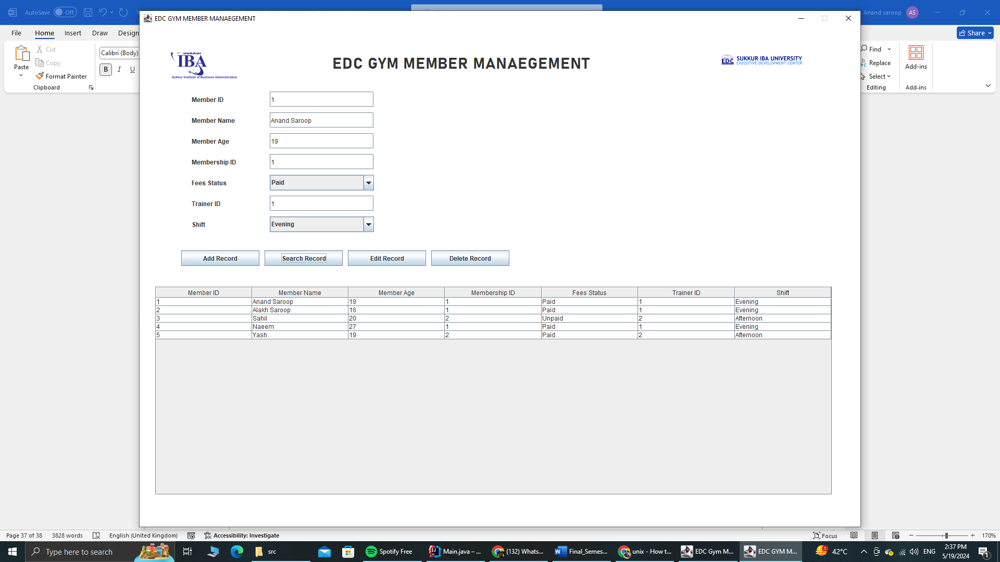 AutoSave Off
Anand saroop AS
EDC GYM MEMBER MANAEGEMENT
File Home Insert Draw Design
Share
Paste
Cut
Copy
Format Painter
Clipboard
Calibri (Body)
B I U
Find
Replace
Select
Editing
Add-ins
Add-ins
Sukkur
IBA
Sukkur Institute of Business Administration
EDC GYM MEMBER MANAEGEMENT
EDC SUKKUR IBA UNIVERSITY
EXECUTIVE DEVELOPMENT CENTER
Member ID 1
Member Name Anand Saroop
Member Age 19
Membership ID 1
Fees Status Paid
Trainer ID 1
Shift Evening
Add Record Search Record Edit Record Delete Record
Member ID Member Name Member Age Membership ID Fees Status Trainer ID Shift
1 Anand Saroop 19 1 Paid 1 Evening
2 Alakh Saroop 16 1 Paid 1 Evening
3 Sahil 20 2 Unpaid 2 Afternoon
4 Naeem 27 1 Paid 1 Evening
5 Yash 19 2 Paid 2 Afternoon
Page 37 of 38 3828 words English (United Kingdom) Accessibility: Investigate Focus 170%
Type here to search src Spotify Free Main.java – ... (132) Whats... Final_Semes... unix - How t... EDC Gym M... EDC GYM M... 42°C ENG
2:37 PM
5/19/2024
1